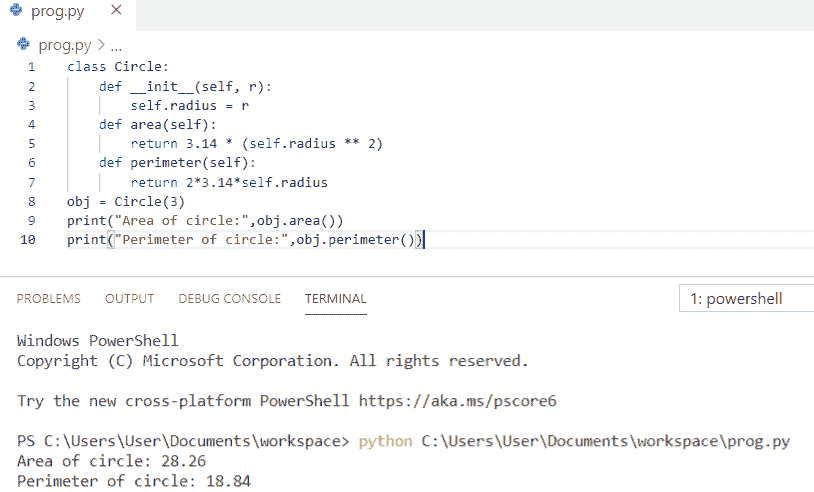 prog.py ×
prog.py > ...
1 class Circle:
2     def __init__(self, r):
3         self.radius = r
4     def area(self):
5         return 3.14 * (self.radius ** 2)
6     def perimeter(self):
7         return 2*3.14*self.radius
8 obj = Circle(3)
9 print("Area of circle:",obj.area())
10 print("Perimeter of circle:",obj.perimeter())
PROBLEMS OUTPUT DEBUG CONSOLE TERMINAL 1: powershell
Windows PowerShell
Copyright (C) Microsoft Corporation. All rights reserved.
Try the new cross-platform PowerShell https://aka.ms/pscore6
PS C:\Users\User\Documents\workspace> python C:\Users\User\Documents\workspace\prog.py
Area of circle: 28.26
Perimeter of circle: 18.84